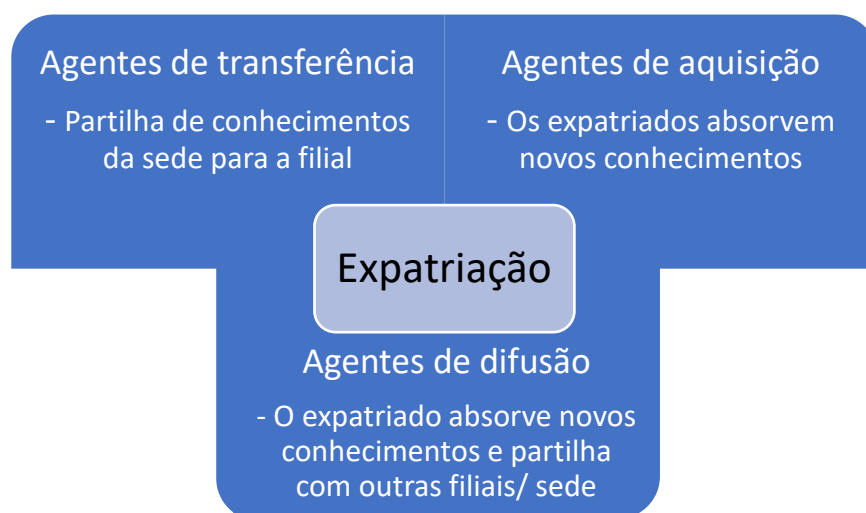 Agentes de transferência
- Partilha de conhecimentos
da sede para a filial
Agentes de aquisição
- Os expatriados absorvem
novos conhecimentos
Expatriação
Agentes de difusão
- O expatriado absorve novos
conhecimentos e partilha
com outras filiais/ sede